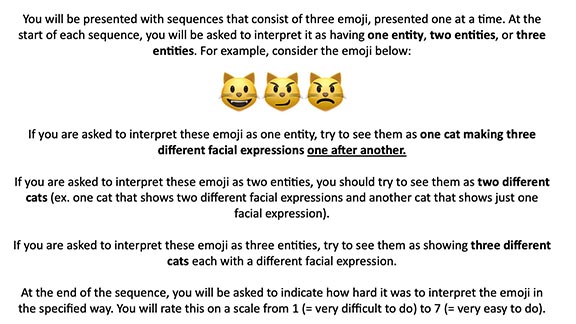 You will be presented with sequences that consist of three emoji, presented one at a time. At the
start of each sequence, you will be asked to interpret it as having one entity, two entities, or three
entities. For example, consider the emoji below:
If you are asked to interpret these emoji as one entity, try to see them as one cat making three
different facial expressions one after another.
If you are asked to interpret these emoji as two entities, you should try to see them as two different
cats (ex. one cat that shows two different facial expressions and another cat that shows just one
facial expression).
If you are asked to interpret these emoji as three entities, try to see them as showing three different
cats each with a different facial expression.
At the end of the sequence, you will be asked to indicate how hard it was to interpret the emoji in
the specified way. You will rate this on a scale from 1 (= very difficult to do) to 7 (= very easy to do).